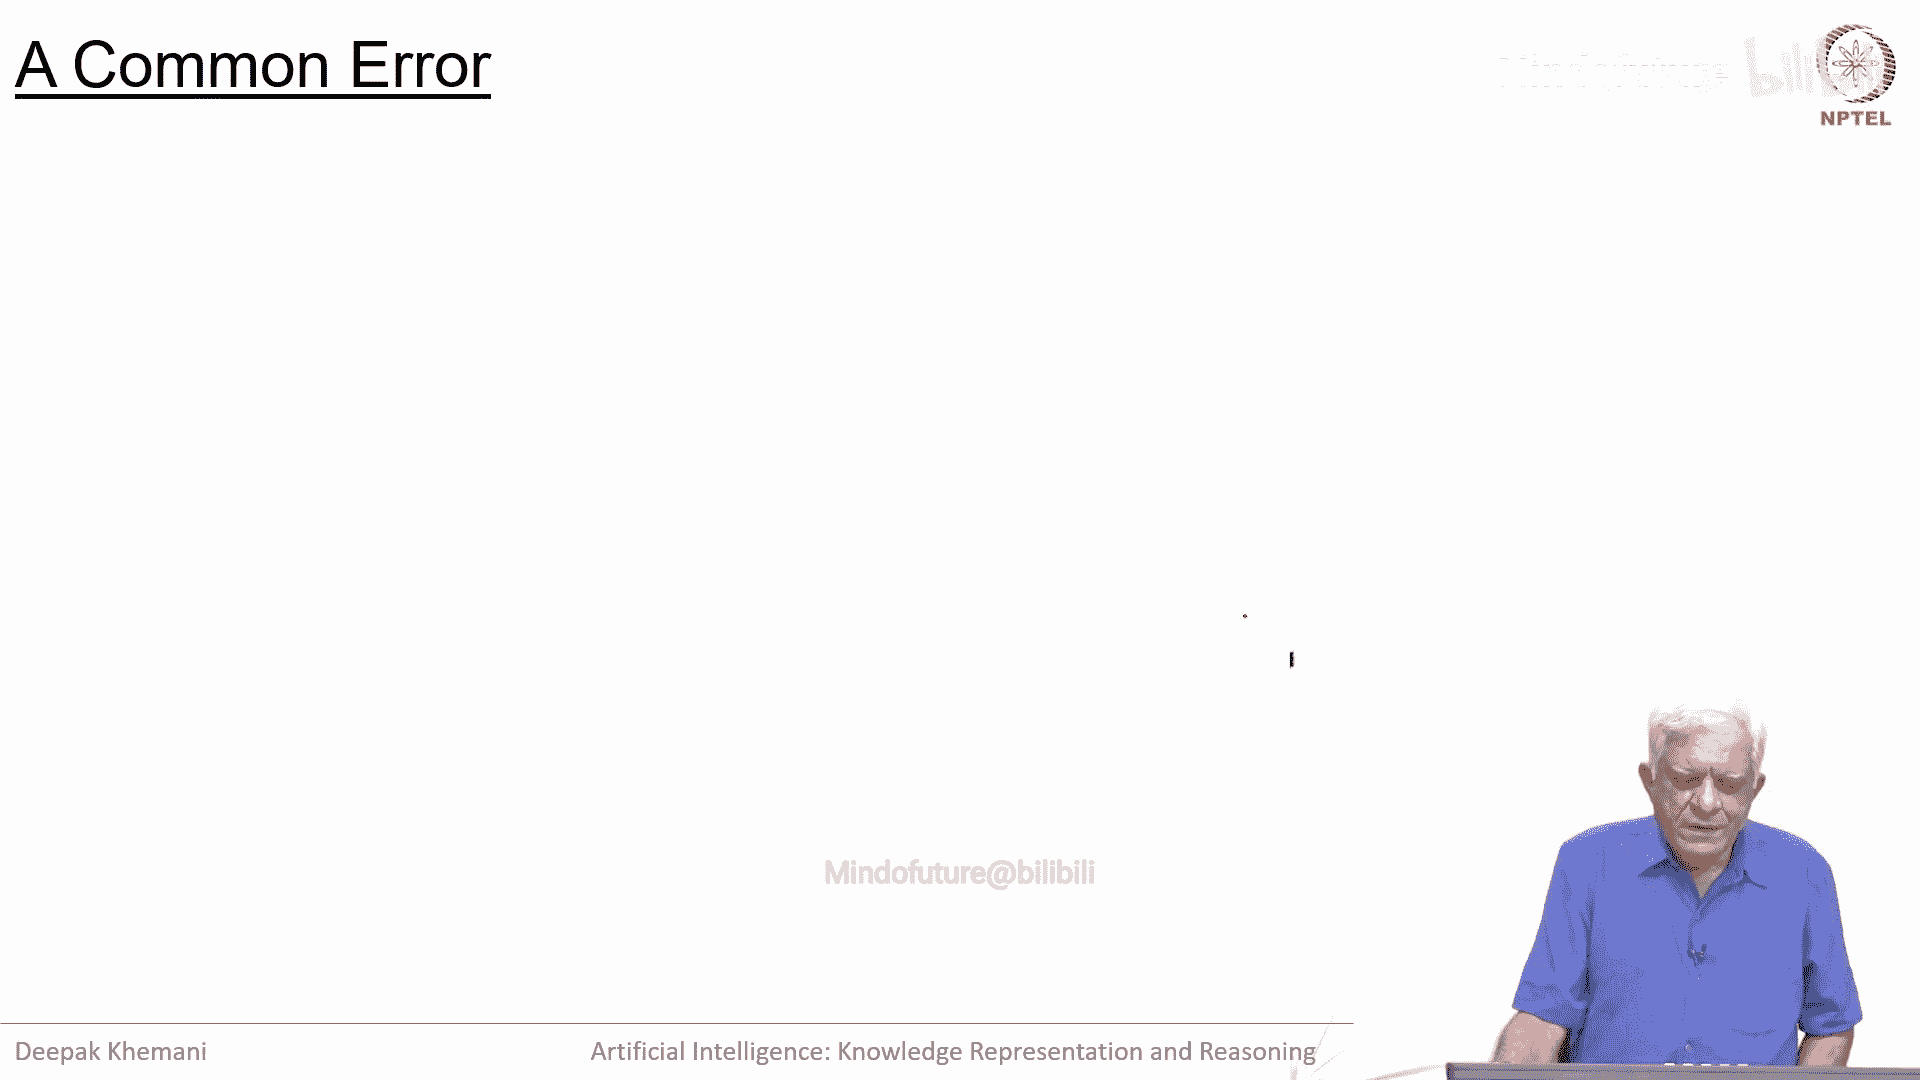 A Common Error
NPTEL
Mindofuture@bilibili
Deepak Khemani
Artificial Intelligence: Knowledge Representation and Reasoning